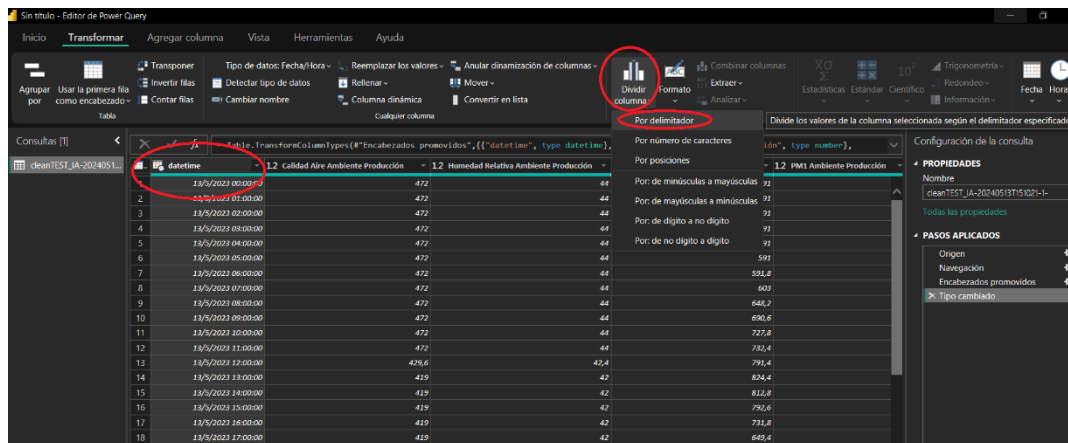 Sin título - Editor de Power Query
Inicio Transformar Agregar columna Vista Herramientas Ayuda
Agrupar por
Usar la primera fila como encabezado
Transponer
Invertir filas
Contar filas
Tabla
Tipo de datos: Fecha/Hora
Detectar tipo de datos
Cambiar nombre
Reemplazar los valores
Rellenar
Columna dinámica
Anular dinamización de columnas
Mover
Convertir en lista
Cualquier columna
Dividir columna
Formato
Combinar columnas
Extraer
Analizar
Estadísticas Estándar Científico
Trigonometría
Redondeo
Información
Fecha Hora
Por delimitador
Por número de caracteres
Por posiciones
Por: de minúsculas a mayúsculas
Por: de mayúsculas a minúsculas
Por: de dígito a no dígito
Por: de no dígito a dígito
Divide los valores de la columna seleccionada según el delimitador especificado
Consultas [1]
cleanTEST_IA-2024051...
Table.TransformColumnTypes(#"Encabezados promovidos",{{"datetime", type datetime}, ión", type number},
datetime 1.2 Calidad Aire Ambiente Producción 1.2 Humedad Relativa Ambiente Producción 1.2 PM1 Ambiente Producción
13/5/2023 00:00:00 472 44 91
2 13/5/2023 01:00:00 472 44 91
3 13/5/2023 02:00:00 472 44 91
4 13/5/2023 03:00:00 472 44 91
5 13/5/2023 04:00:00 472 44 91
6 13/5/2023 05:00:00 472 44 591
7 13/5/2023 06:00:00 472 44 591,8
8 13/5/2023 07:00:00 472 44 603
9 13/5/2023 08:00:00 472 44 648,2
10 13/5/2023 09:00:00 472 44 690,6
11 13/5/2023 10:00:00 472 44 727,8
12 13/5/2023 11:00:00 472 44 732,4
13 13/5/2023 12:00:00 429,6 42,4 791,4
14 13/5/2023 13:00:00 419 42 824,4
15 13/5/2023 14:00:00 419 42 812,8
16 13/5/2023 15:00:00 419 42 792,6
17 13/5/2023 16:00:00 419 42 731,8
18 13/5/2023 17:00:00 419 42 649,4
Configuración de la consulta
PROPIEDADES
Nombre
cleanTEST_IA-20240513T151021-1-
Todas las propiedades
PASOS APLICADOS
Origen
Navegación
Encabezados promovidos
Tipo cambiado